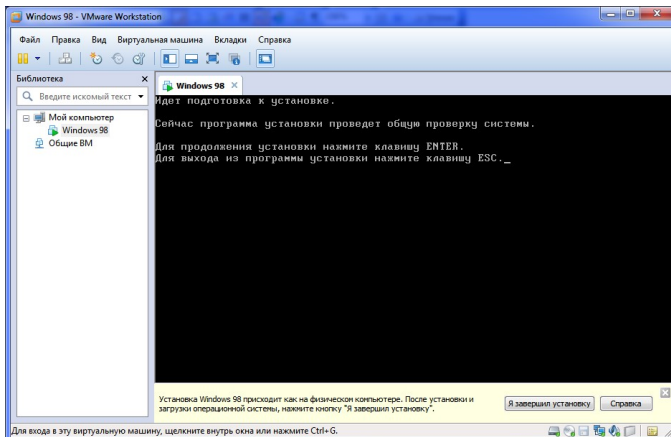 Windows 98 - VMware Workstation
Файл Правка Вид Виртуальная машина Вкладки Справка
Библиотека
Введите искомый текст
Мой компьютер
Windows 98
Общие ВМ
Windows 98
Идет подготовка к установке.
Сейчас программа установки проведет общую проверку системы.
Для продолжения установки нажмите клавишу ENTER.
Для выхода из программы установки нажмите клавишу ESC.
Установка Windows 98 присходит как на физическом компьютере. После установки и
загрузки операционной системы, нажмите кнопку "Я завершил установку".
Я завершил установку
Справка
Для входа в эту виртуальную машину, щелкните внутрь окна или нажмите Ctrl+G.